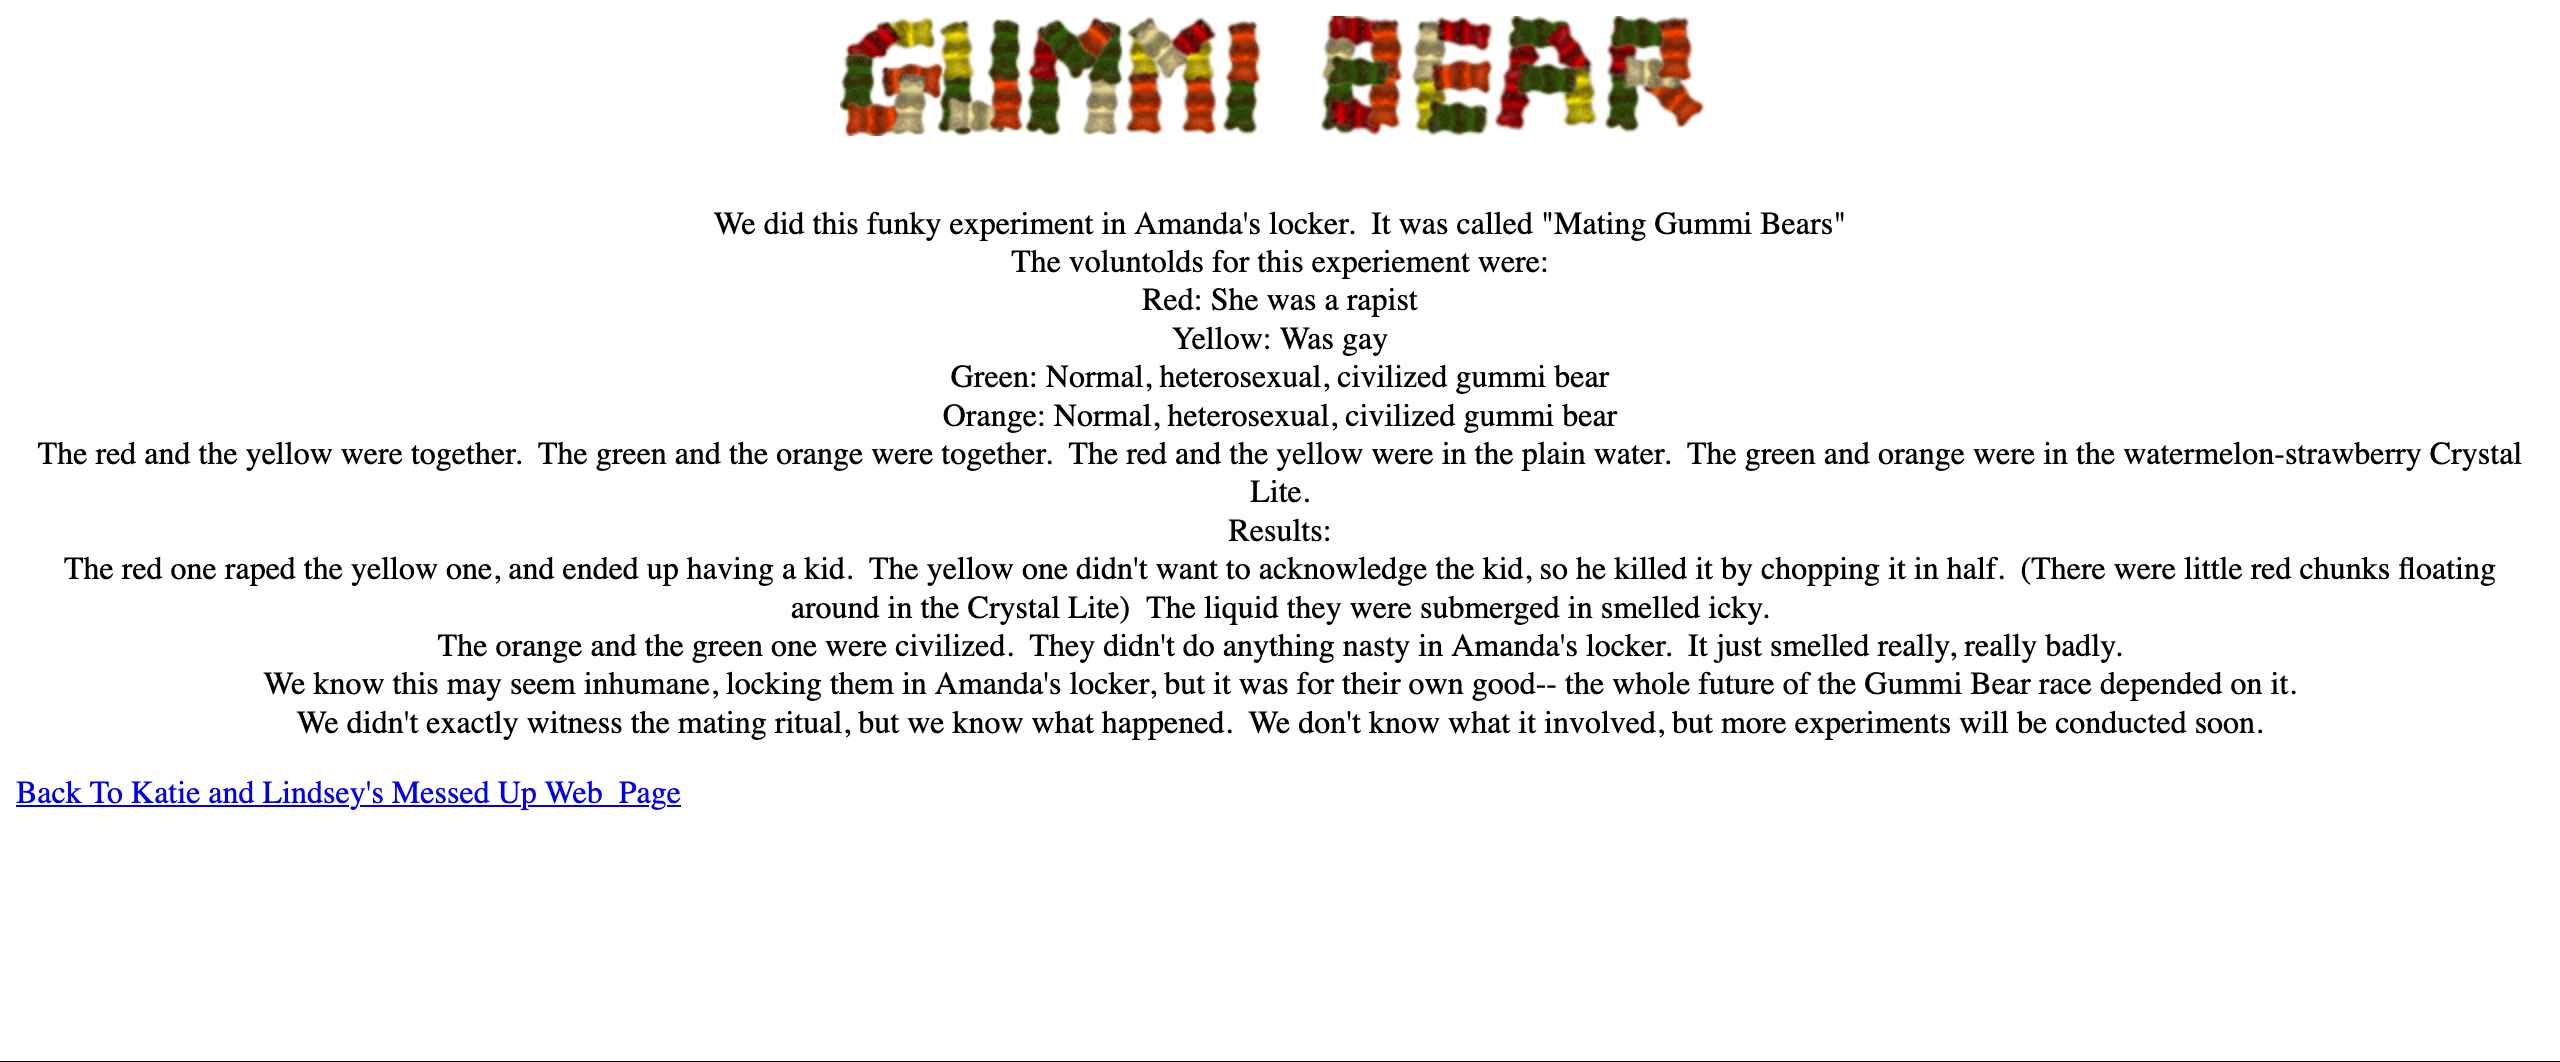 GUMMI BEAR
We did this funky experiment in Amanda's locker.  It was called "Mating Gummi Bears"
The voluntolds for this experiement were:
Red: She was a rapist
Yellow: Was gay
Green: Normal, heterosexual, civilized gummi bear
Orange: Normal, heterosexual, civilized gummi bear
The red and the yellow were together.  The green and the orange were together.  The red and the yellow were in the plain water.  The green and orange were in the watermelon-strawberry Crystal
Lite.
Results:
The red one raped the yellow one, and ended up having a kid.  The yellow one didn't want to acknowledge the kid, so he killed it by chopping it in half.  (There were little red chunks floating
around in the Crystal Lite)  The liquid they were submerged in smelled icky.
The orange and the green one were civilized.  They didn't do anything nasty in Amanda's locker.  It just smelled really, really badly.
We know this may seem inhumane, locking them in Amanda's locker, but it was for their own good-- the whole future of the Gummi Bear race depended on it.
We didn't exactly witness the mating ritual, but we know what happened.  We don't know what it involved, but more experiments will be conducted soon.
Back To Katie and Lindsey's Messed Up Web  Page